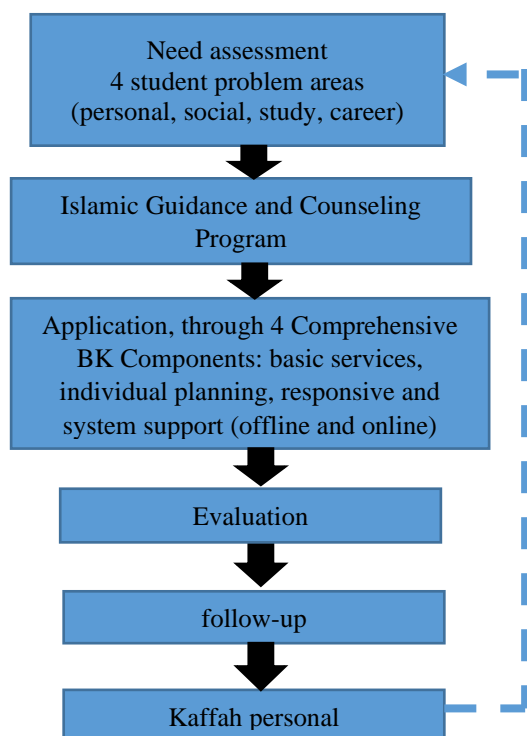 Need assessment
4 student problem areas
(personal, social, study, career)
Islamic Guidance and Counseling
Program
Application, through 4 Comprehensive
BK Components: basic services,
individual planning, responsive and
system support (offline and online)
Evaluation
follow-up
Kaffah personal